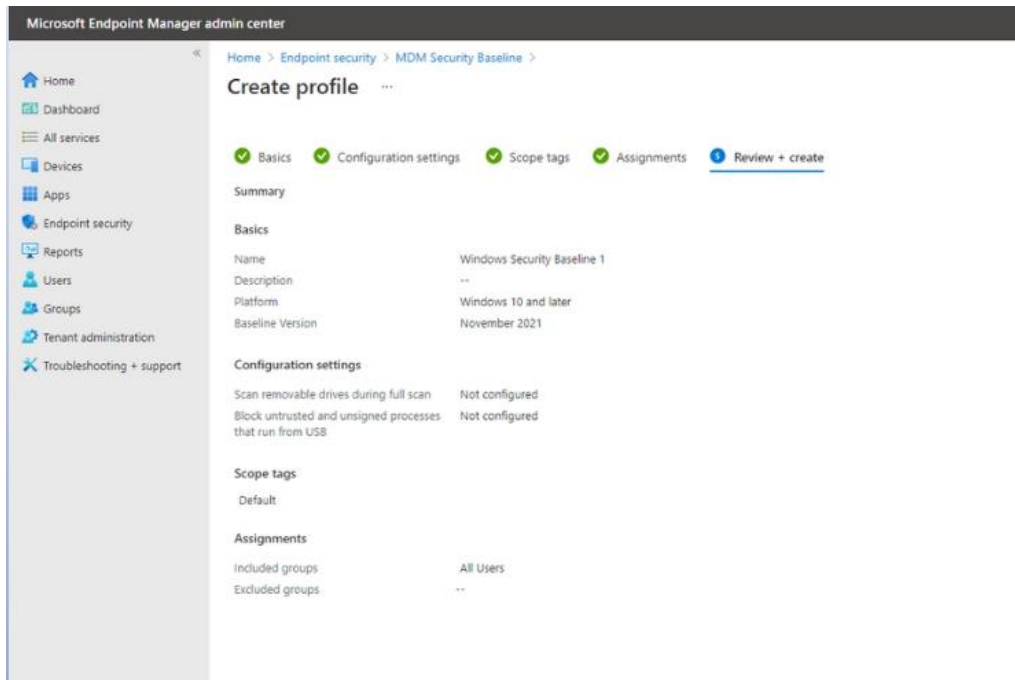 Microsoft Endpoint Manager admin center
«
Home
Dashboard
All services
Devices
Apps
Endpoint security
Reports
Users
Groups
Tenant administration
Troubleshooting + support
Home > Endpoint security > MDM Security Baseline >
Create profile ...
Basics Configuration settings Scope tags Assignments 5 Review + create
Summary
Basics
Name Windows Security Baseline 1
Description --
Platform Windows 10 and later
Baseline Version November 2021
Configuration settings
Scan removable drives during full scan Not configured
Block untrusted and unsigned processes Not configured
that run from USB
Scope tags
Default
Assignments
Included groups All Users
Excluded groups --